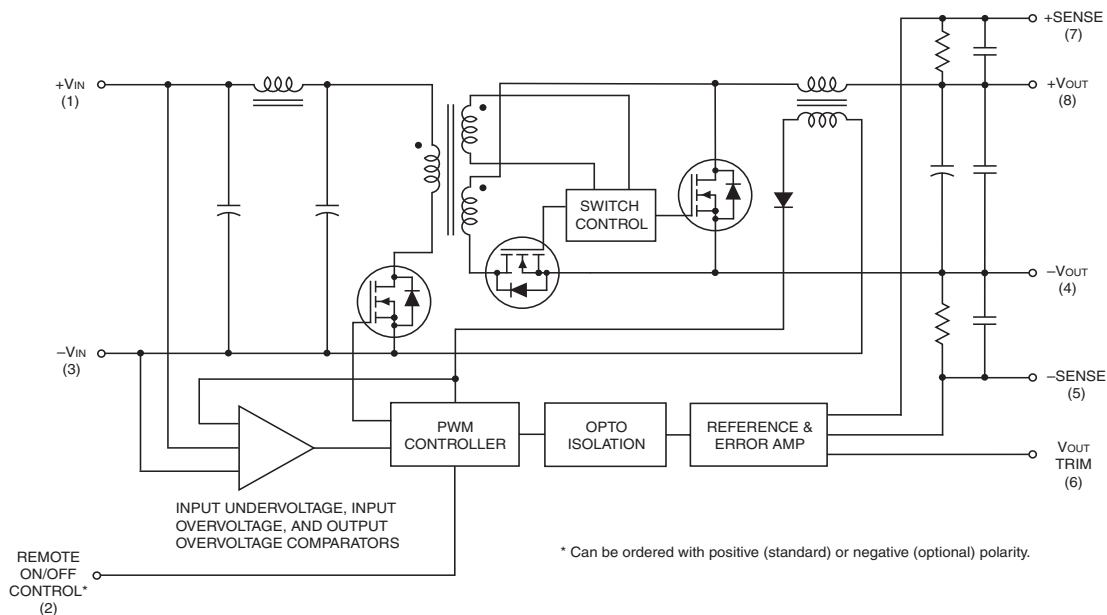 +SENSE
(7)
+VIN
(1)
+VOUT
(8)
SWITCH
CONTROL
−VOUT
(4)
−VIN
(3)
−SENSE
(5)
PWM
CONTROLLER
OPTO
ISOLATION
REFERENCE &
ERROR AMP
VOUT
TRIM
(6)
INPUT UNDERVOLTAGE, INPUT
OVERVOLTAGE, AND OUTPUT
OVERVOLTAGE COMPARATORS
REMOTE
ON/OFF
CONTROL*
(2)
* Can be ordered with positive (standard) or negative (optional) polarity.